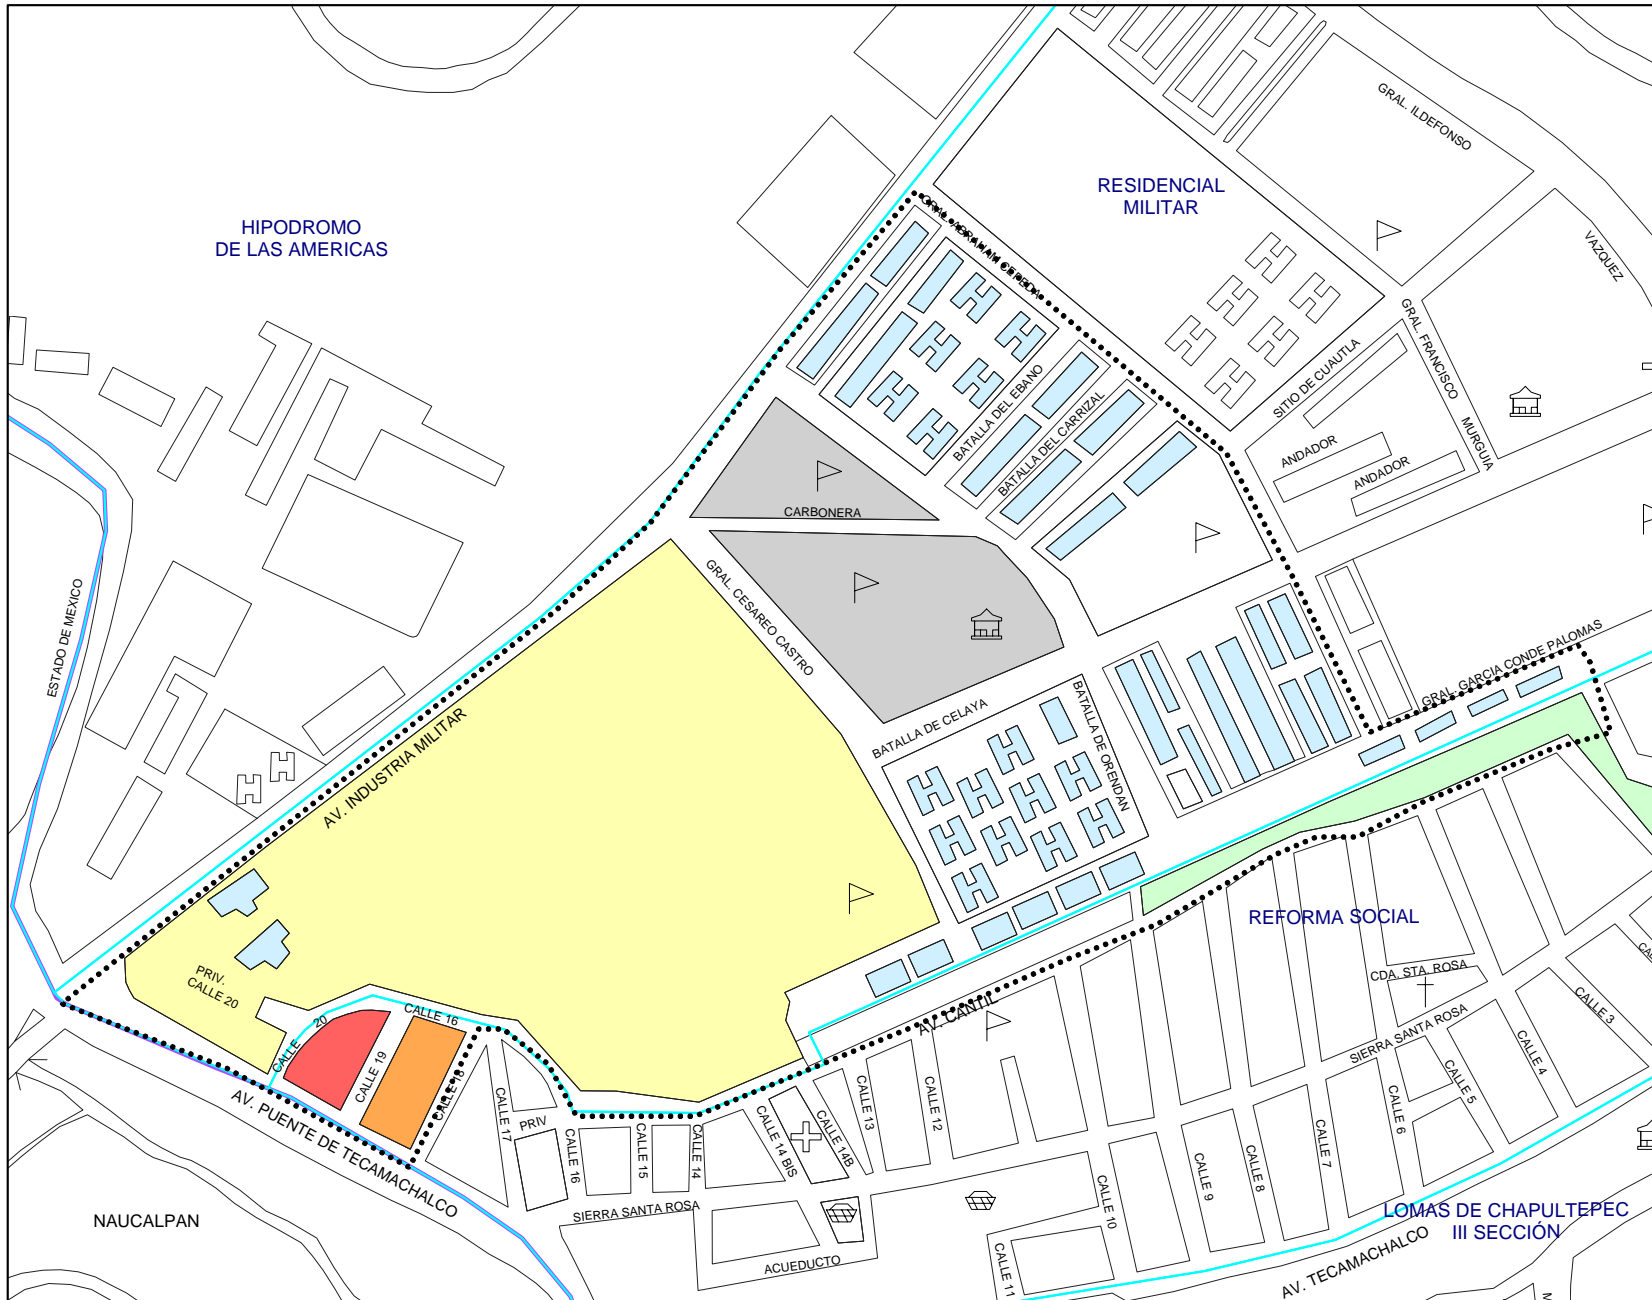 GRAL. ILDEFONSO
RESIDENCIAL
MILITAR
HIPODROMO
DE LAS AMERICAS
GRAL. ABRAHAM CEPEDA
VAZQUEZ
GRAL. FRANCISCO MURGUIA
SITIO DE CUAUTLA
BATALLA DEL EBANO
BATALLA DEL CARRIZAL
ANDADOR
ANDADOR
CARBONERA
GRAL. CESAREO CASTRO
ESTADO DE MEXICO
GRAL. GARCIA CONDE PALOMAS
BATALLA DE CELAYA
BATALLA DE ORENDAN
AV. INDUSTRIA MILITAR
REFORMA SOCIAL
PRIV.
CALLE 20
CDA. STA. ROSA
SIERRA SANTA ROSA
CALLE 3
CALLE 4
CALLE 5
CALLE 6
CALLE 7
CALLE 8
CALLE 9
CALLE 10
CALLE 11
CALLE 12
CALLE 13
AV. CANTIL
CALLE 20
CALLE 16
CALLE 19
CALLE 18
CALLE 17
PRIV
CALLE 16
CALLE 15
CALLE 14
CALLE 14 BIS
CALLE 14B
AV. PUENTE DE TECAMACHALCO
SIERRA SANTA ROSA
NAUCALPAN
ACUEDUCTO
LOMAS DE CHAPULTEPEC
III SECCIÓN
AV. TECAMACHALCO